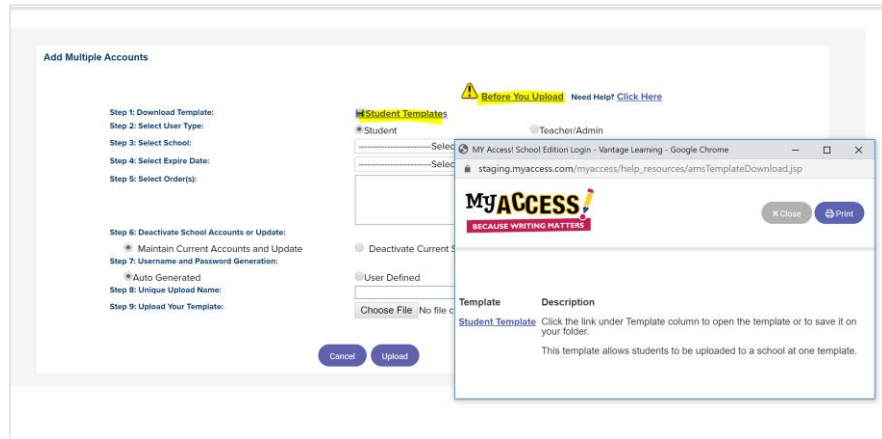 Add Multiple Accounts
Before You Upload Need Help? Click Here
Step 1: Download Template: Student Templates
Step 2: Select User Type: Student Teacher/Admin
Step 3: Select School: -------------------------Selec
Step 4: Select Expire Date: -------------------------Selec
Step 5: Select Order(s):
Step 6: Deactivate School Accounts or Update:
Maintain Current Accounts and Update Deactivate Current S
Step 7: Username and Password Generation:
Auto Generated User Defined
Step 8: Unique Upload Name:
Step 9: Upload Your Template: Choose File No file c
Cancel Upload
MY Access! School Edition Login - Vantage Learning - Google Chrome
staging.myaccess.com/myaccess/help_resources/amsTemplateDownload.jsp
MY ACCESS!
BECAUSE WRITING MATTERS
× Close Print
Template Description
Student Template Click the link under Template column to open the template or to save it on
your folder.
This template allows students to be uploaded to a school at one template.